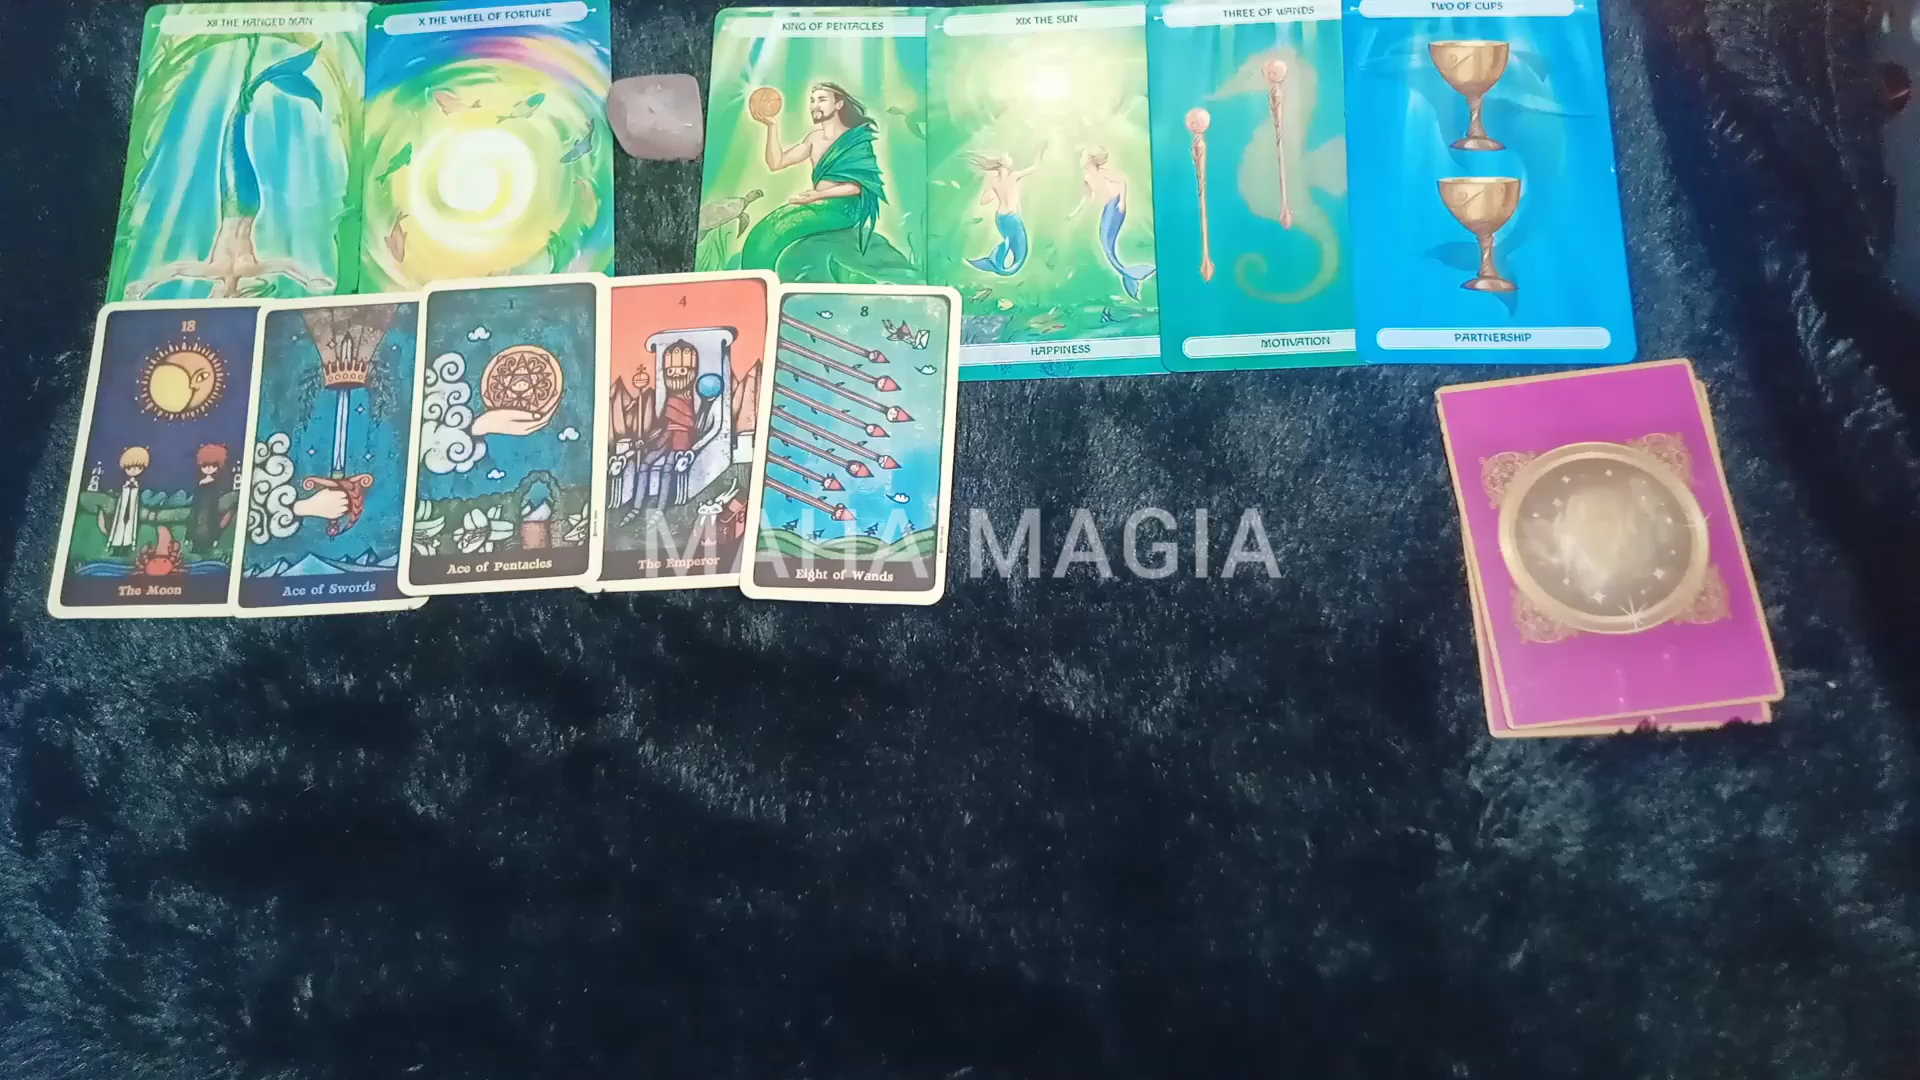 XII THE HANGED MAN
X THE WHEEL OF FORTUNE
KING OF PENTACLES
XIX THE SUN
THREE OF WANDS
TWO OF CUPS
HAPPINESS
MOTIVATION
PARTNERSHIP
18
The Moon
Ace of Swords
1
Ace of Pentacles
4
The Emperor
8
Eight of Wands
MAHA MAGIA